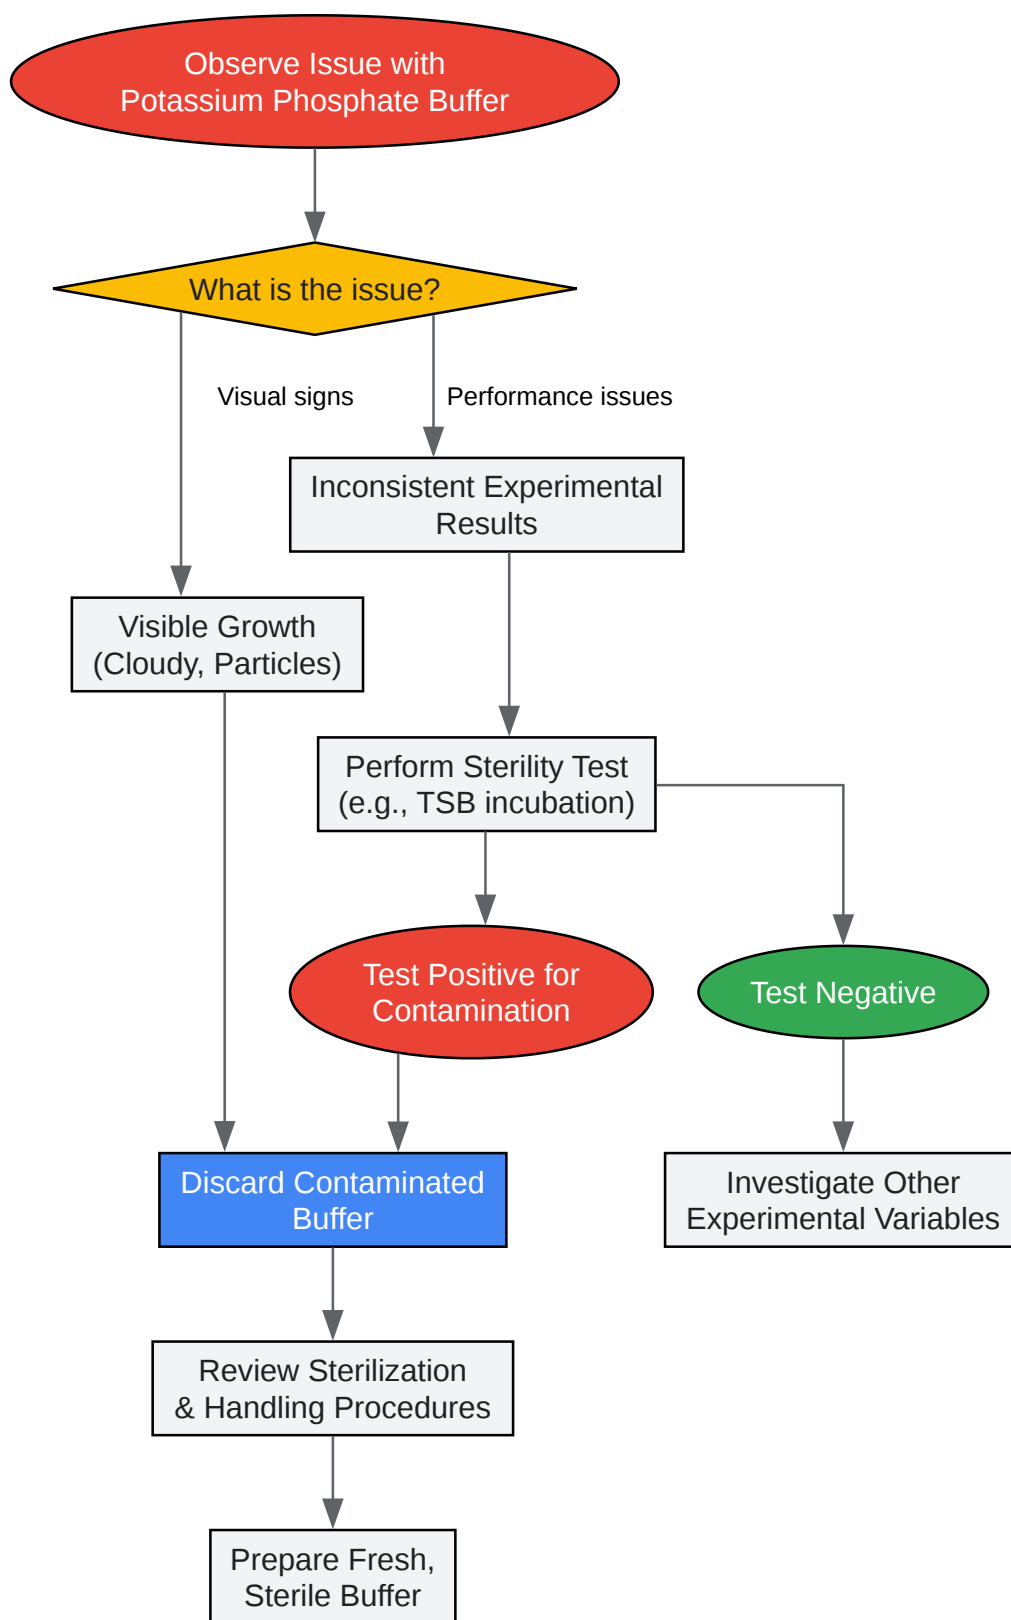 Observe Issue with
Potassium Phosphate Buffer
What is the issue?
Visual signs
Performance issues
Inconsistent Experimental
Results
Visible Growth
(Cloudy, Particles)
Perform Sterility Test
(e.g., TSB incubation)
Test Positive for
Contamination
Test Negative
Discard Contaminated
Buffer
Investigate Other
Experimental Variables
Review Sterilization
& Handling Procedures
Prepare Fresh,
Sterile Buffer